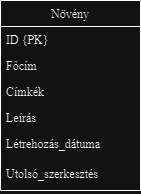 Növény
ID {PK}
Főcím
Címkék
Leírás
Létrehozás_dátuma
Utolsó_szerkesztés